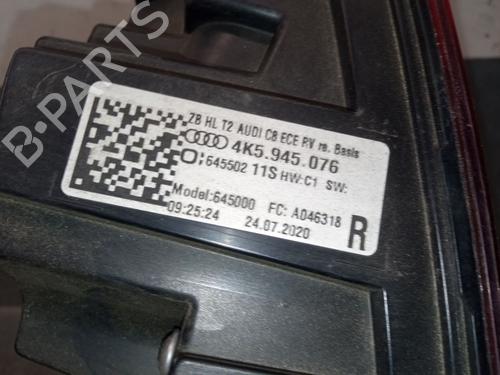 ZB HL T2 AUDI C8 ECE RV re. Basis
4K5.945.076
645502 11S HW:C1 SW:
Model:645000 FC: A046318
09:25:24 24.07.2020 R
B-PARTS